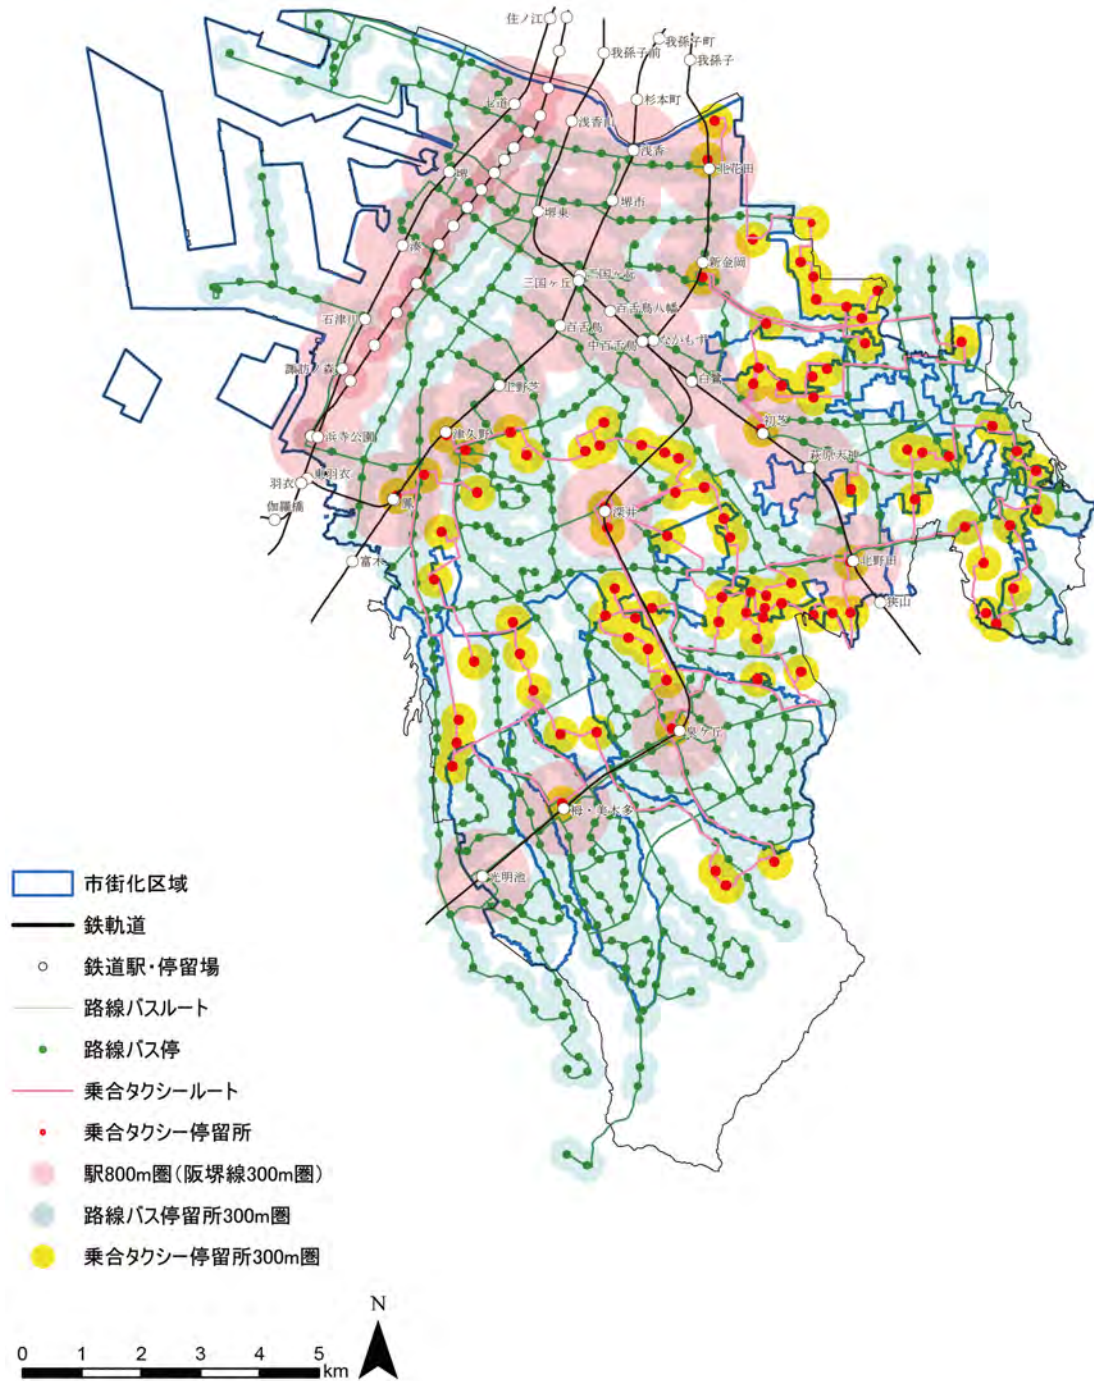 住ノ江
我孫子前
我孫子町
我孫子
七道
浅香山
杉本町
浅香
北花田
堺
堺東
堺市
湊
新金岡
三国ヶ丘
三国ヶ丘
百舌鳥八幡
石津川
百舌鳥
中百舌鳥
なかもず
諏訪ノ森
上野芝
白鷺
浜寺公園
津久野
初芝
萩原天神
東羽衣
羽衣
鳳
深井
伽羅橋
富木
北野田
狭山
泉ケ丘
栂・美木多
光明池
市街化区域
鉄軌道
鉄道駅・停留場
路線バスルート
路線バス停
乗合タクシールート
乗合タクシー停留所
駅800m圏(阪堺線300m圏)
路線バス停留所300m圏
乗合タクシー停留所300m圏
N
0 1 2 3 4 5
km